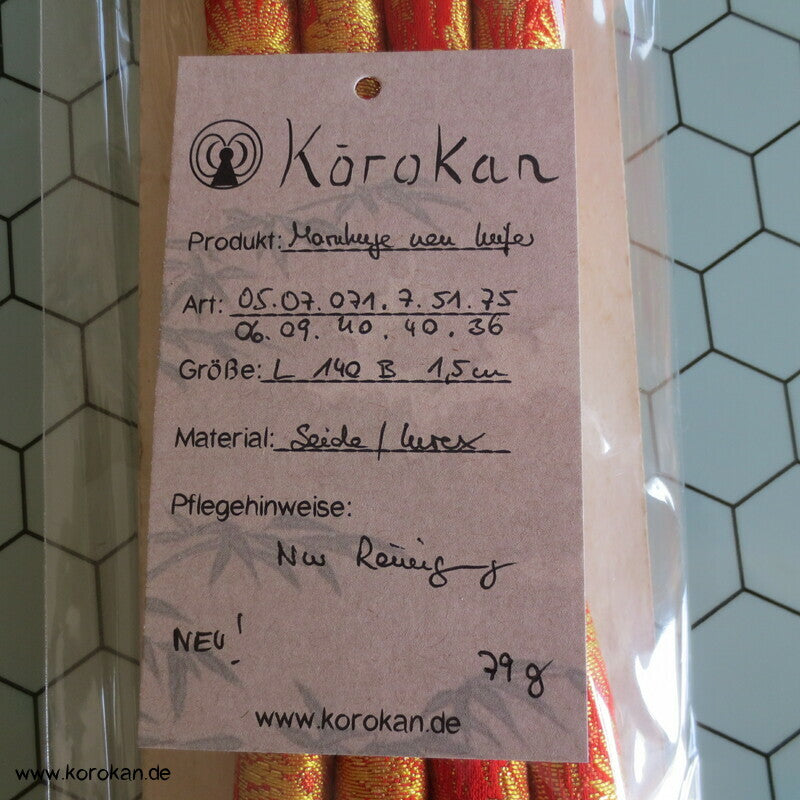 Kōrokan
Produkt: neu
Art: 05.07.071.7.51.75
06.09.40.40.36
Größe: L 140 B 1,5cm
Material: Seide / Lurex
Pflegehinweise:
Nur Reinigung
NEU!
79 g
www.korokan.de
www.korokan.de